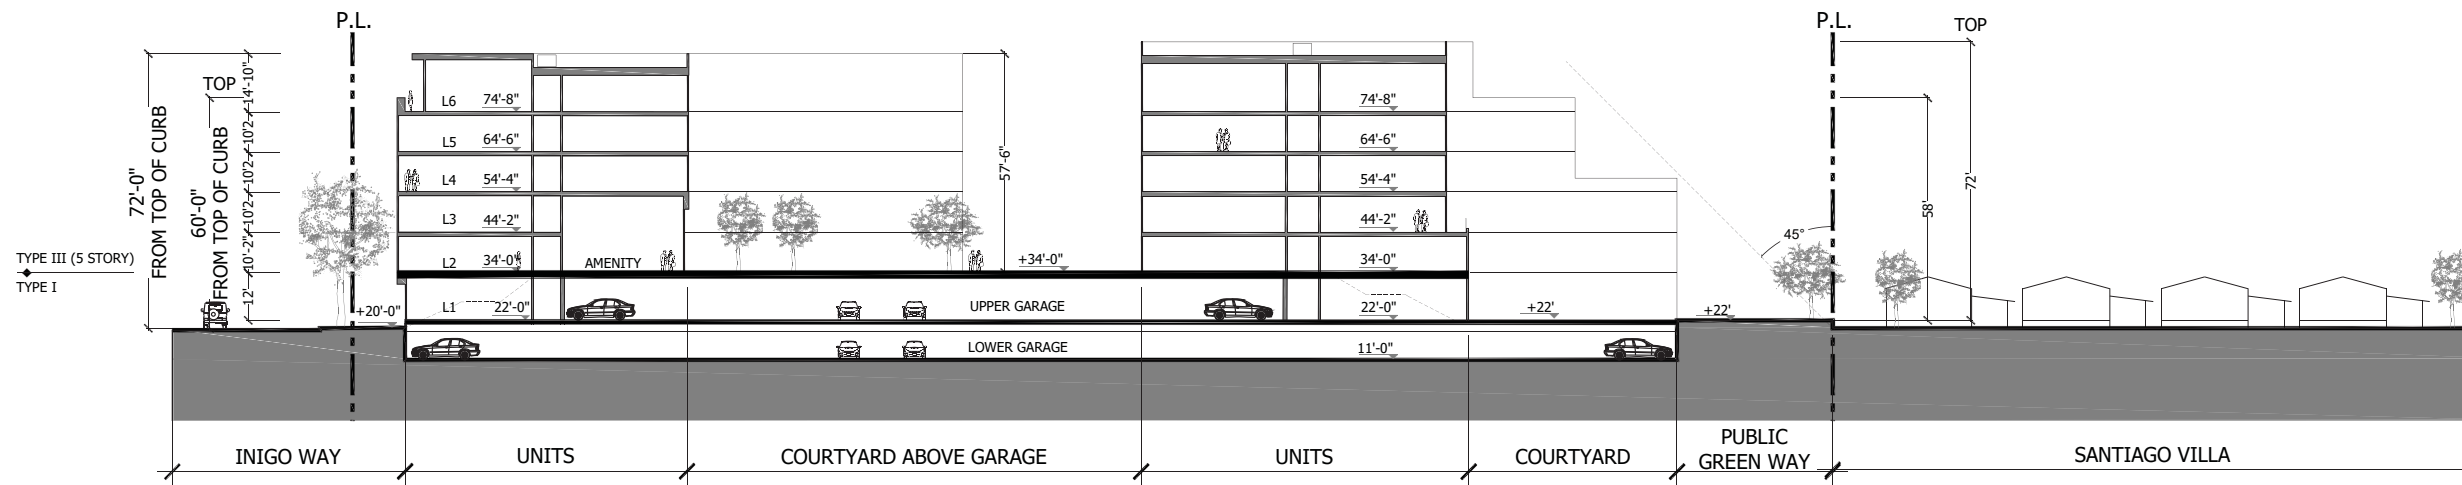 P.L.
P.L.
TOP
72'-0"
FROM TOP OF CURB
TOP
60'-0"
FROM TOP OF CURB
14'-10"
10'2"
10'2"
10'2"
10'-2"
12'
L6 74'-8"
L5 64'-6"
L4 54'-4"
L3 44'-2"
L2 34'-0"
AMENITY
L1 22'-0"
57'-6"
+34'-0"
74'-8"
64'-6"
54'-4"
44'-2"
34'-0"
22'-0"
11'-0"
45°
58'
72'
TYPE III (5 STORY)
TYPE I
+20'-0"
UPPER GARAGE
LOWER GARAGE
+22'
+22'
INIGO WAY
UNITS
COURTYARD ABOVE GARAGE
UNITS
COURTYARD
PUBLIC
GREEN WAY
SANTIAGO VILLA